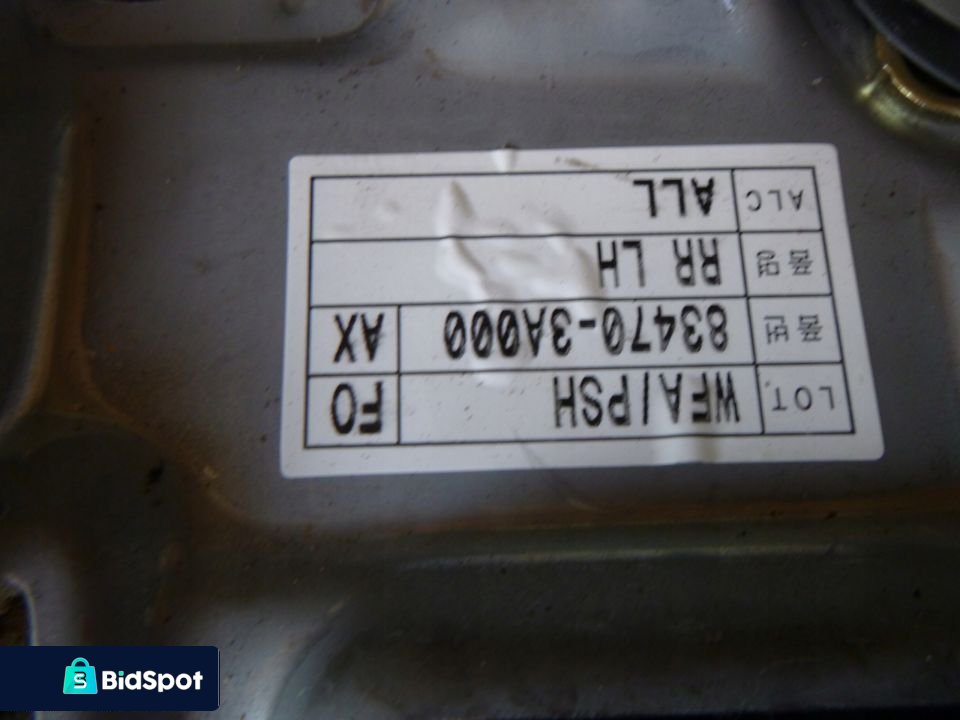 LOT. WFA/PSH FO
품번 83470-3A000 AX
품명 RR LH
ALC ALL
BidSpot